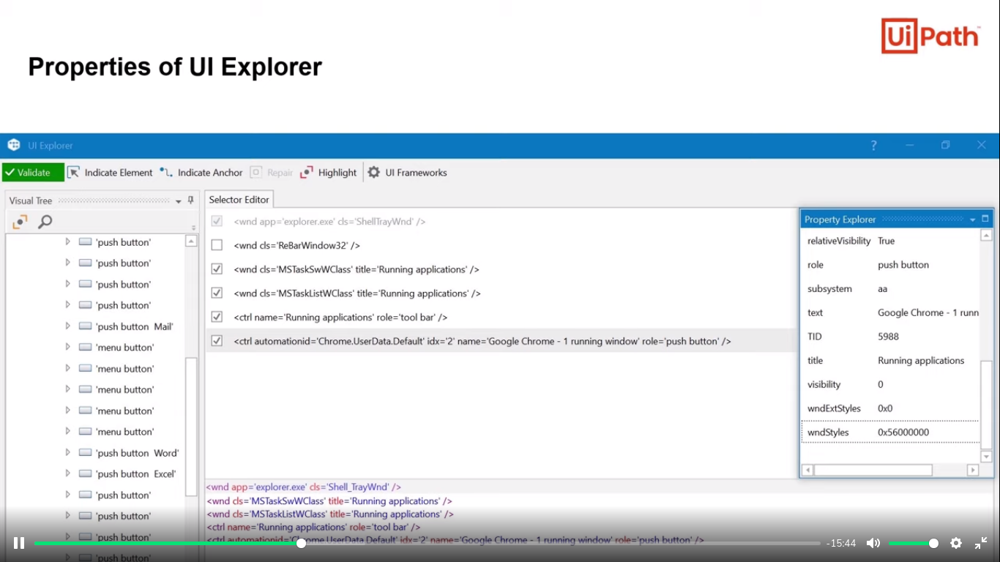 UiPath™
Properties of UI Explorer
UI Explorer
?
Validate
Indicate Element
Indicate Anchor
Repair
Highlight
UI Frameworks
Visual Tree
'push button'
'push button'
'push button'
'push button'
'push button Mail'
'menu button'
'menu button'
'menu button'
'menu button'
'menu button'
'push button Word'
'push button Excel'
'push button'
'push button'
'push button'
'push button'
Selector Editor
<wnd app='explorer.exe' cls='ShellTrayWnd' />
<wnd cls='ReBarWindow32' />
<wnd cls='MSTaskSwWClass' title='Running applications' />
<wnd cls='MSTaskListWClass' title='Running applications' />
<ctrl name='Running applications' role='tool bar' />
<ctrl automationid='Chrome.UserData.Default' idx='2' name='Google Chrome - 1 running window' role='push button' />
<wnd app='explorer.exe' cls='Shell_TrayWnd' />
<wnd cls='MSTaskSwWClass' title='Running applications' />
<wnd cls='MSTaskListWClass' title='Running applications' />
<ctrl name='Running applications' role='tool bar' />
<ctrl automationid='Chrome.UserData.Default' idx='2' name='Google Chrome - 1 running window' role='push button' />
Property Explorer
relativeVisibility True
role push button
subsystem aa
text Google Chrome - 1 runn
TID 5988
title Running applications
visibility 0
wndExtStyles 0x0
wndStyles 0x56000000
-15:44